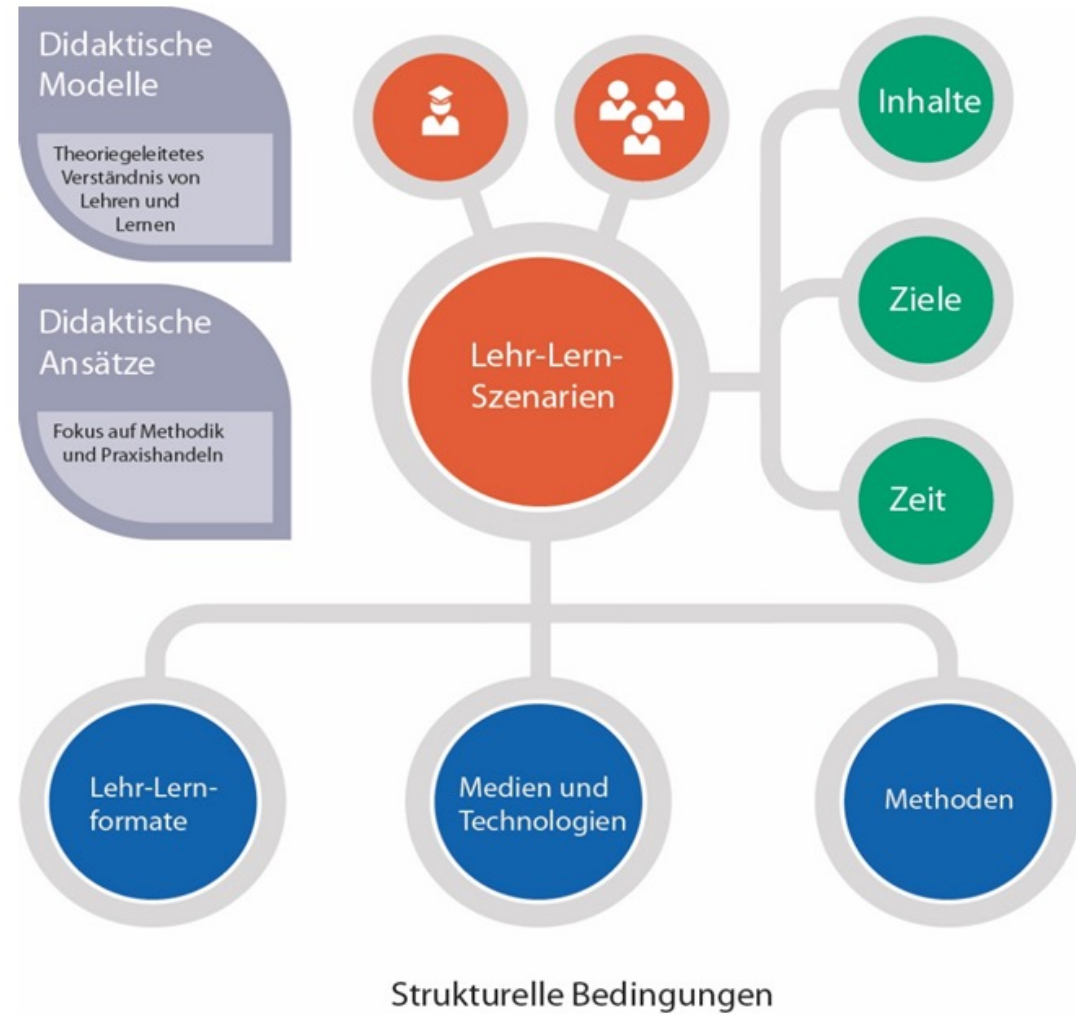 Didaktische
Modelle
Theoriegeleitetes
Verständnis von
Lehren und
Lernen
Didaktische
Ansätze
Fokus auf Methodik
und Praxishandeln
Lehr-Lern-
Szenarien
Inhalte
Ziele
Zeit
Lehr-Lern-
formate
Medien und
Technologien
Methoden
Strukturelle Bedingungen